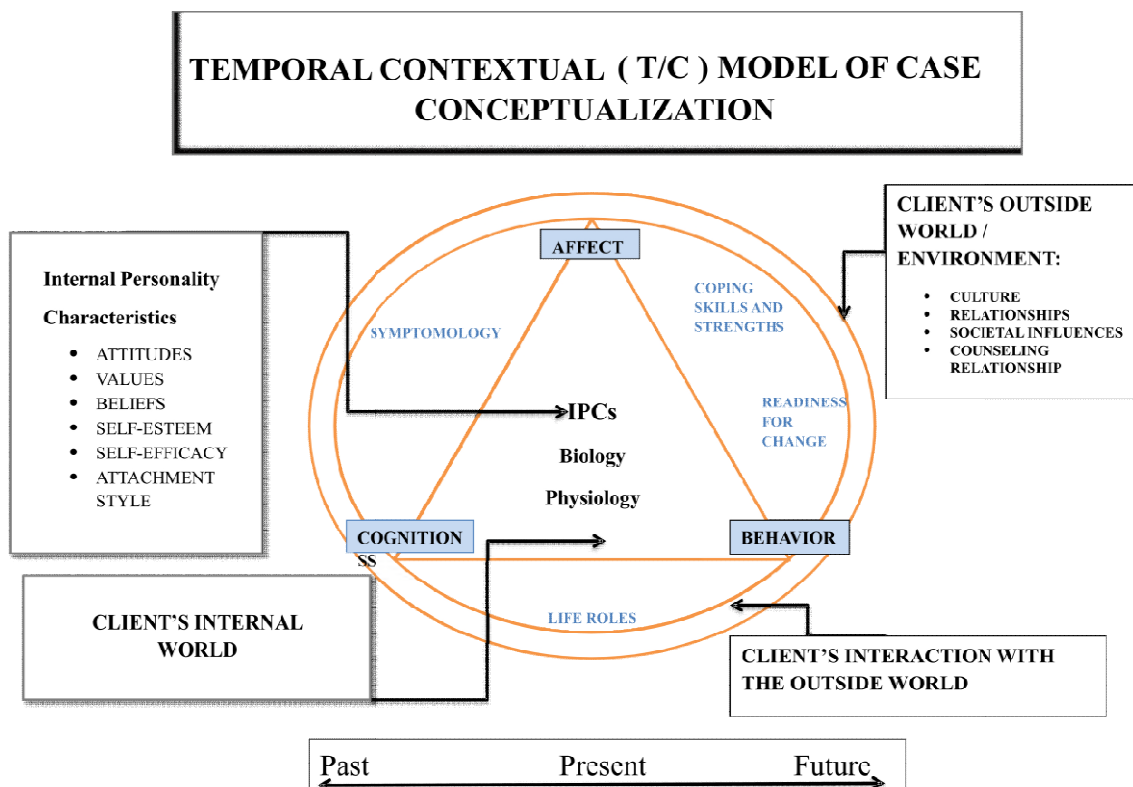 TEMPORAL CONTEXTUAL ( T/C ) MODEL OF CASE
CONCEPTUALIZATION
Internal Personality
Characteristics
• ATTITUDES
• VALUES
• BELIEFS
• SELF-ESTEEM
• SELF-EFFICACY
• ATTACHMENT
STYLE
CLIENT’S INTERNAL
WORLD
AFFECT
SYMPTOMOLOGY
COPING
SKILLS AND
STRENGTHS
READINESS
FOR
CHANGE
IPCs
Biology
Physiology
COGNITION
SS
BEHAVIOR
LIFE ROLES
CLIENT’S OUTSIDE
WORLD /
ENVIRONMENT:
• CULTURE
• RELATIONSHIPS
• SOCIETAL INFLUENCES
• COUNSELING
RELATIONSHIP
CLIENT’S INTERACTION WITH
THE OUTSIDE WORLD
Past Present Future